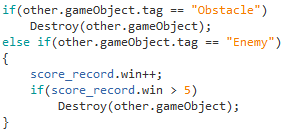 if(other.gameObject.tag == "Obstacle")
    Destroy(other.gameObject);
else if(other.gameObject.tag == "Enemy")
{
    score_record.win++;
    if(score_record.win > 5)
        Destroy(other.gameObject);
}